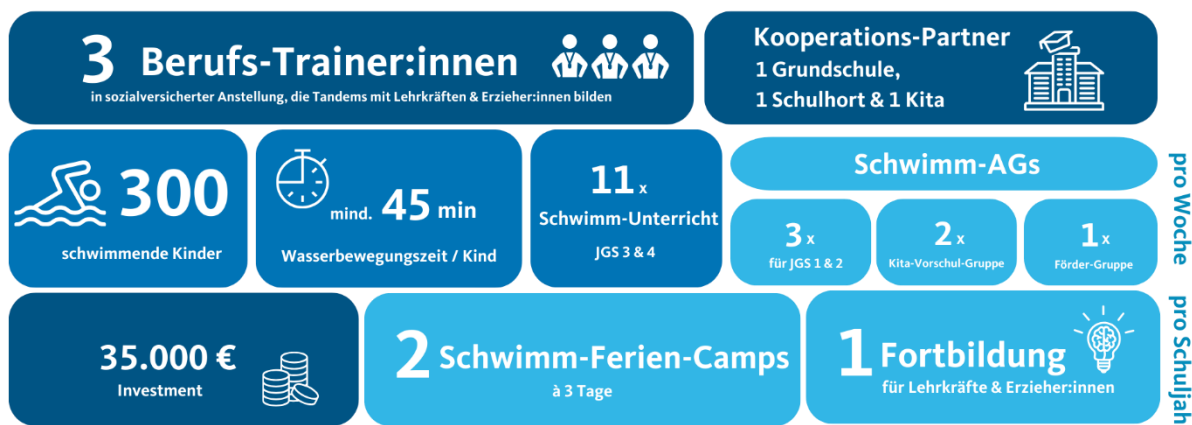 3 Berufs-Trainer:innen
in sozialversicherter Anstellung, die Tandems mit Lehrkräften & Erzieher:innen bilden
Kooperations-Partner
1 Grundschule,
1 Schulhort & 1 Kita
300
schwimmende Kinder
mind. 45 min
Wasserbewegungszeit / Kind
11 x
Schwimm-Unterricht
JGS 3 & 4
Schwimm-AGs
3 x
für JGS 1 & 2
2 x
Kita-Vorschul-Gruppe
1 x
Förder-Gruppe
pro Woche
35.000 €
Investment
2 Schwimm-Ferien-Camps
à 3 Tage
1 Fortbildung
für Lehrkräfte & Erzieher:innen
pro Schuljah